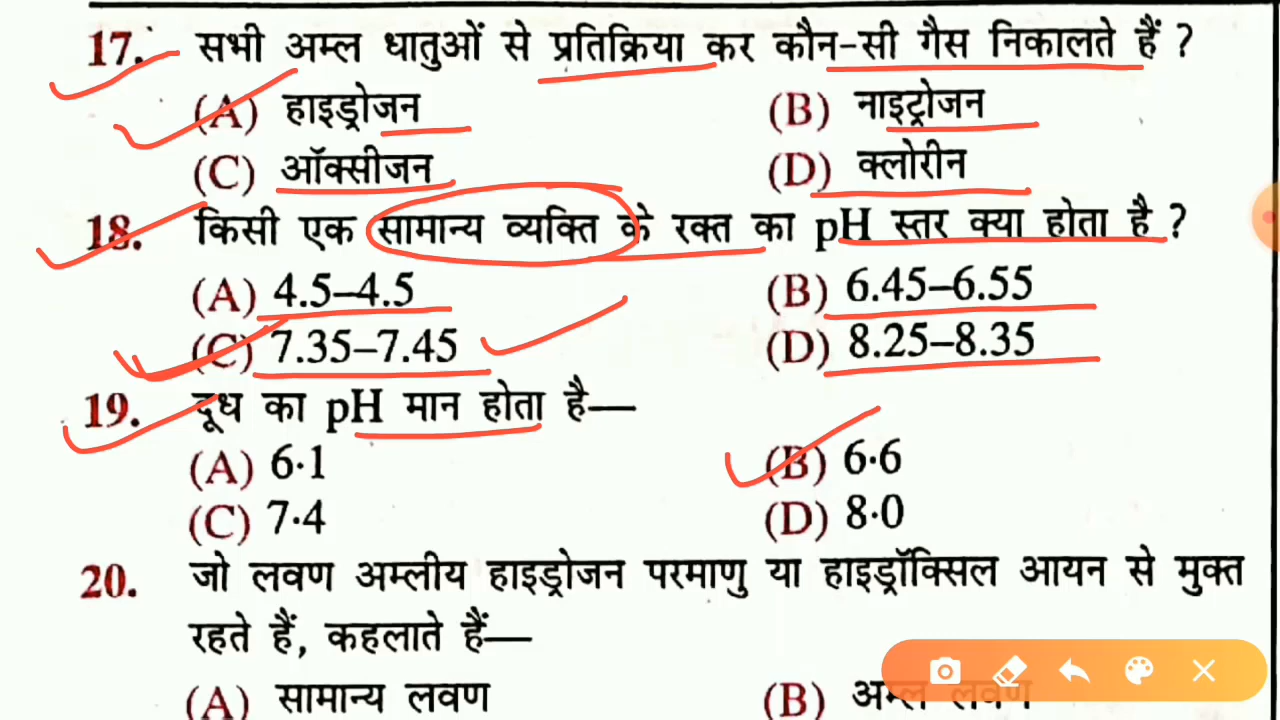 17. सभी अम्ल धातुओं से प्रतिक्रिया कर कौन-सी गैस निकालते हैं ?
(A) हाइड्रोजन (B) नाइट्रोजन
(C) ऑक्सीजन (D) क्लोरीन
18. किसी एक सामान्य व्यक्ति के रक्त का pH स्तर क्या होता है ?
(A) 4.5–4.5 (B) 6.45–6.55
(C) 7.35–7.45 (D) 8.25–8.35
19. दूध का pH मान होता है—
(A) 6·1 (B) 6·6
(C) 7·4 (D) 8·0
20. जो लवण अम्लीय हाइड्रोजन परमाणु या हाइड्रॉक्सिल आयन से मुक्त
रहते हैं, कहलाते हैं—
(A) सामान्य लवण (B) अम्ल लवण